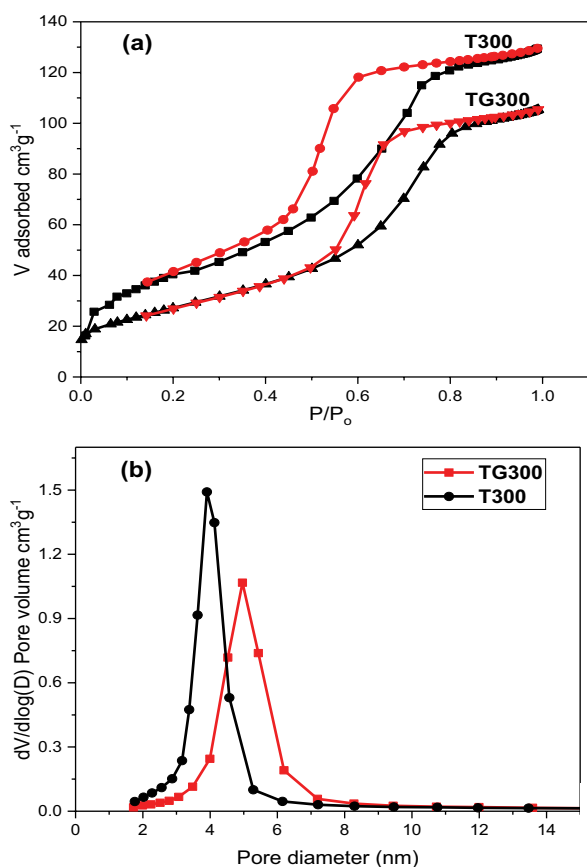 (a)
T300
TG300
V adsorbed cm³g⁻¹
140
120
100
80
60
40
20
0
0.0 0.2 0.4 0.6 0.8 1.0
P/Pₒ
(b)
TG300
T300
dV/dlog(D) Pore volume cm³g⁻¹
1.5
1.2
0.9
0.6
0.3
0.0
2 4 6 8 10 12 14
Pore diameter (nm)